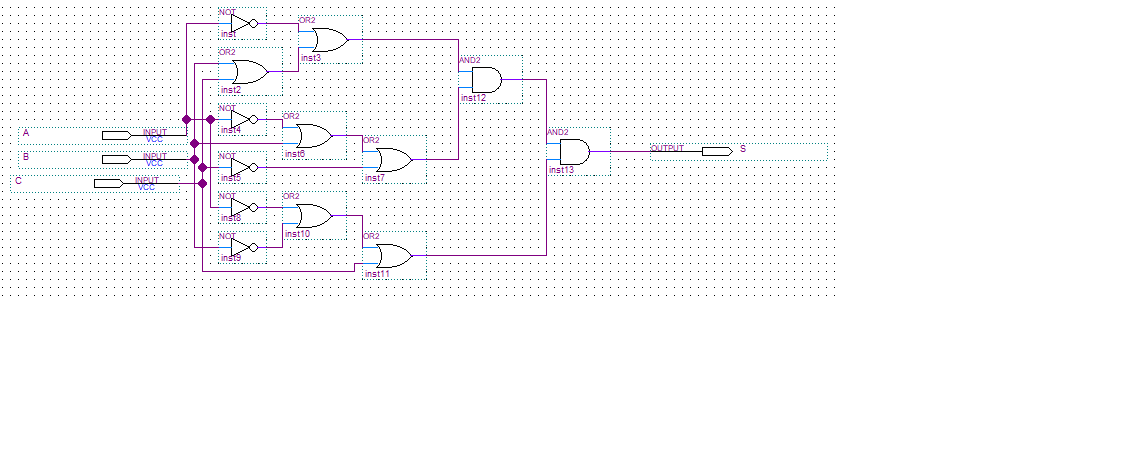 NOT
inst
OR2
inst3
OR2
inst2
AND2
inst12
NOT
inst4
OR2
inst6
A
INPUT
VCC
B
INPUT
VCC
C
INPUT
VCC
OR2
inst7
NOT
inst5
AND2
inst13
OUTPUT
S
NOT
inst8
OR2
inst10
NOT
inst9
OR2
inst11